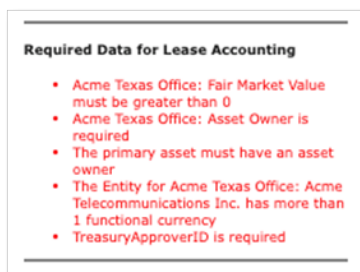 Required Data for Lease Accounting
• Acme Texas Office: Fair Market Value
must be greater than 0
• Acme Texas Office: Asset Owner is
required
• The primary asset must have an asset
owner
• The Entity for Acme Texas Office: Acme
Telecommunications Inc. has more than
1 functional currency
• TreasuryApproverID is required